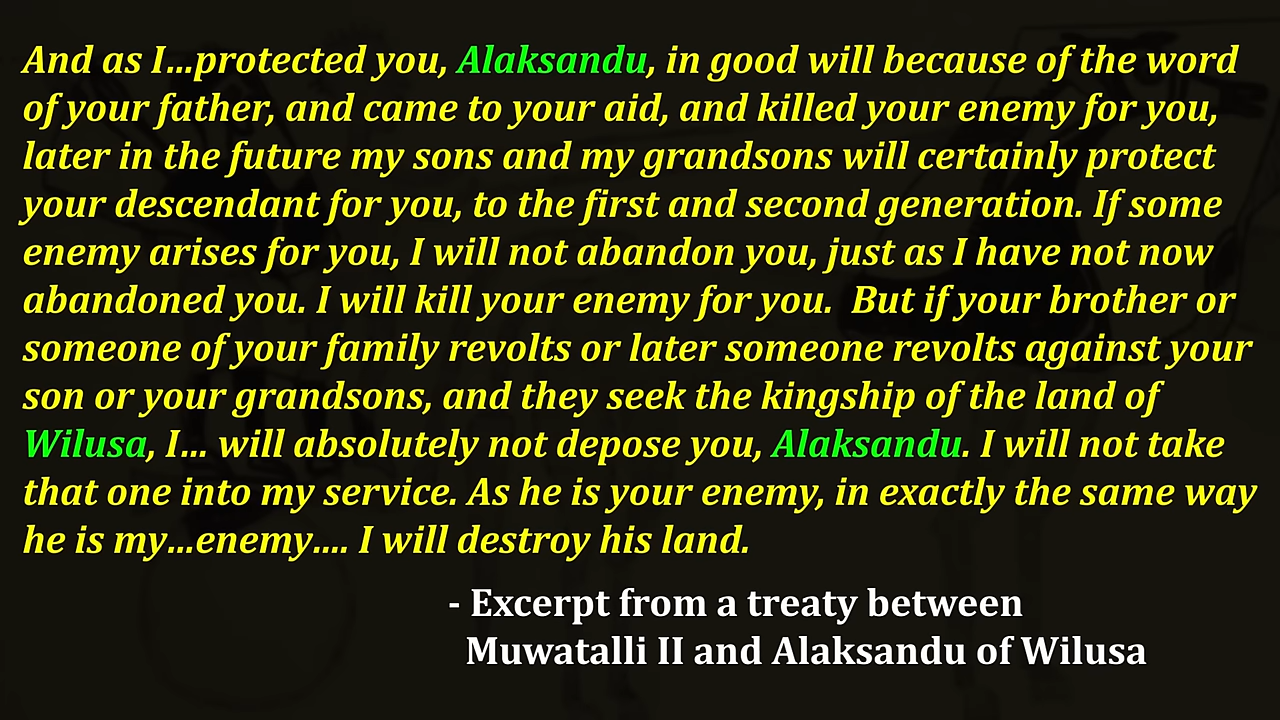 And as I...protected you, Alaksandu, in good will because of the word
of your father, and came to your aid, and killed your enemy for you,
later in the future my sons and my grandsons will certainly protect
your descendant for you, to the first and second generation. If some
enemy arises for you, I will not abandon you, just as I have not now
abandoned you. I will kill your enemy for you.  But if your brother or
someone of your family revolts or later someone revolts against your
son or your grandsons, and they seek the kingship of the land of
Wilusa, I... will absolutely not depose you, Alaksandu. I will not take
that one into my service. As he is your enemy, in exactly the same way
he is my...enemy.... I will destroy his land.
- Excerpt from a treaty between
Muwatalli II and Alaksandu of Wilusa